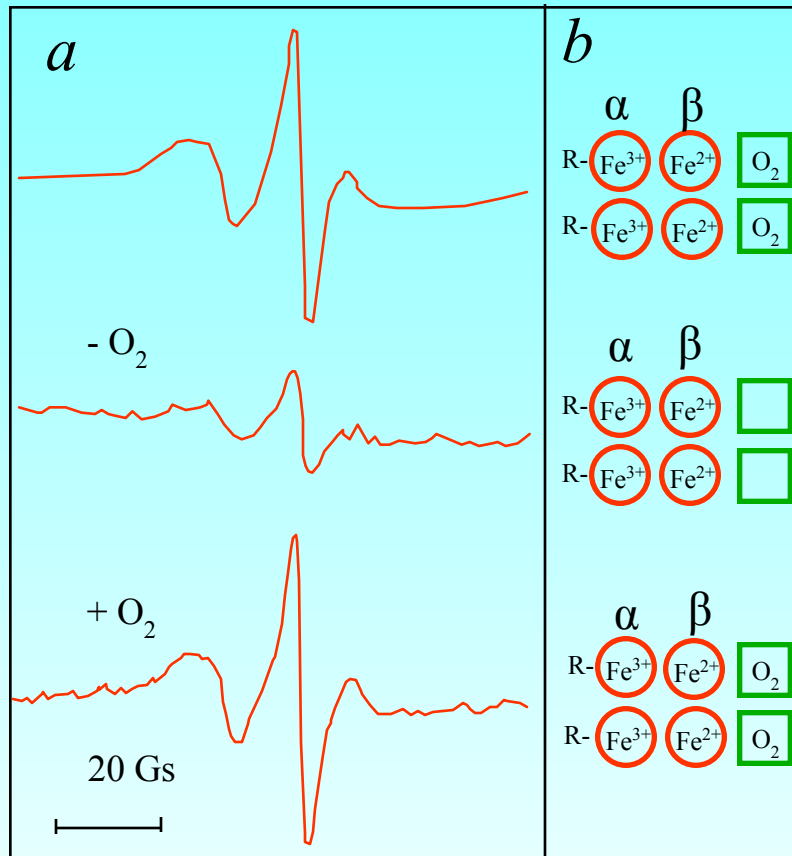 a
- O₂
+ O₂
20 Gs
b
α β
R- Fe³⁺ Fe²⁺ O₂
R- Fe³⁺ Fe²⁺ O₂
α β
R- Fe³⁺ Fe²⁺
R- Fe³⁺ Fe²⁺
α β
R- Fe³⁺ Fe²⁺ O₂
R- Fe³⁺ Fe²⁺ O₂